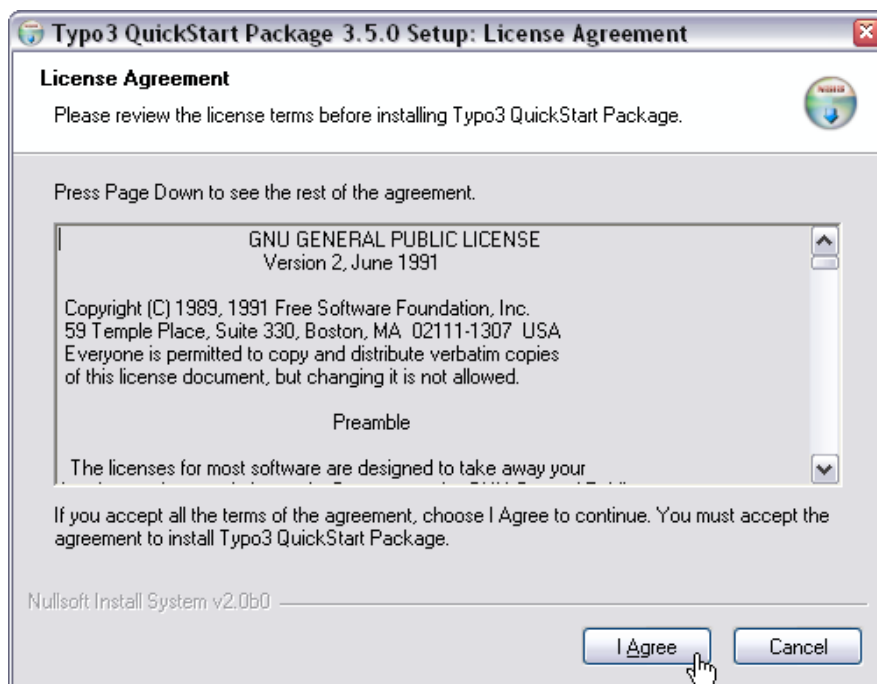 Typo3 QuickStart Package 3.5.0 Setup: License Agreement
License Agreement
Please review the license terms before installing Typo3 QuickStart Package.
Press Page Down to see the rest of the agreement.
GNU GENERAL PUBLIC LICENSE
Version 2, June 1991
Copyright (C) 1989, 1991 Free Software Foundation, Inc.
59 Temple Place, Suite 330, Boston, MA  02111-1307  USA
Everyone is permitted to copy and distribute verbatim copies
of this license document, but changing it is not allowed.
Preamble
The licenses for most software are designed to take away your
If you accept all the terms of the agreement, choose I Agree to continue. You must accept the
agreement to install Typo3 QuickStart Package.
Nullsoft Install System v2.0b0
I Agree
Cancel